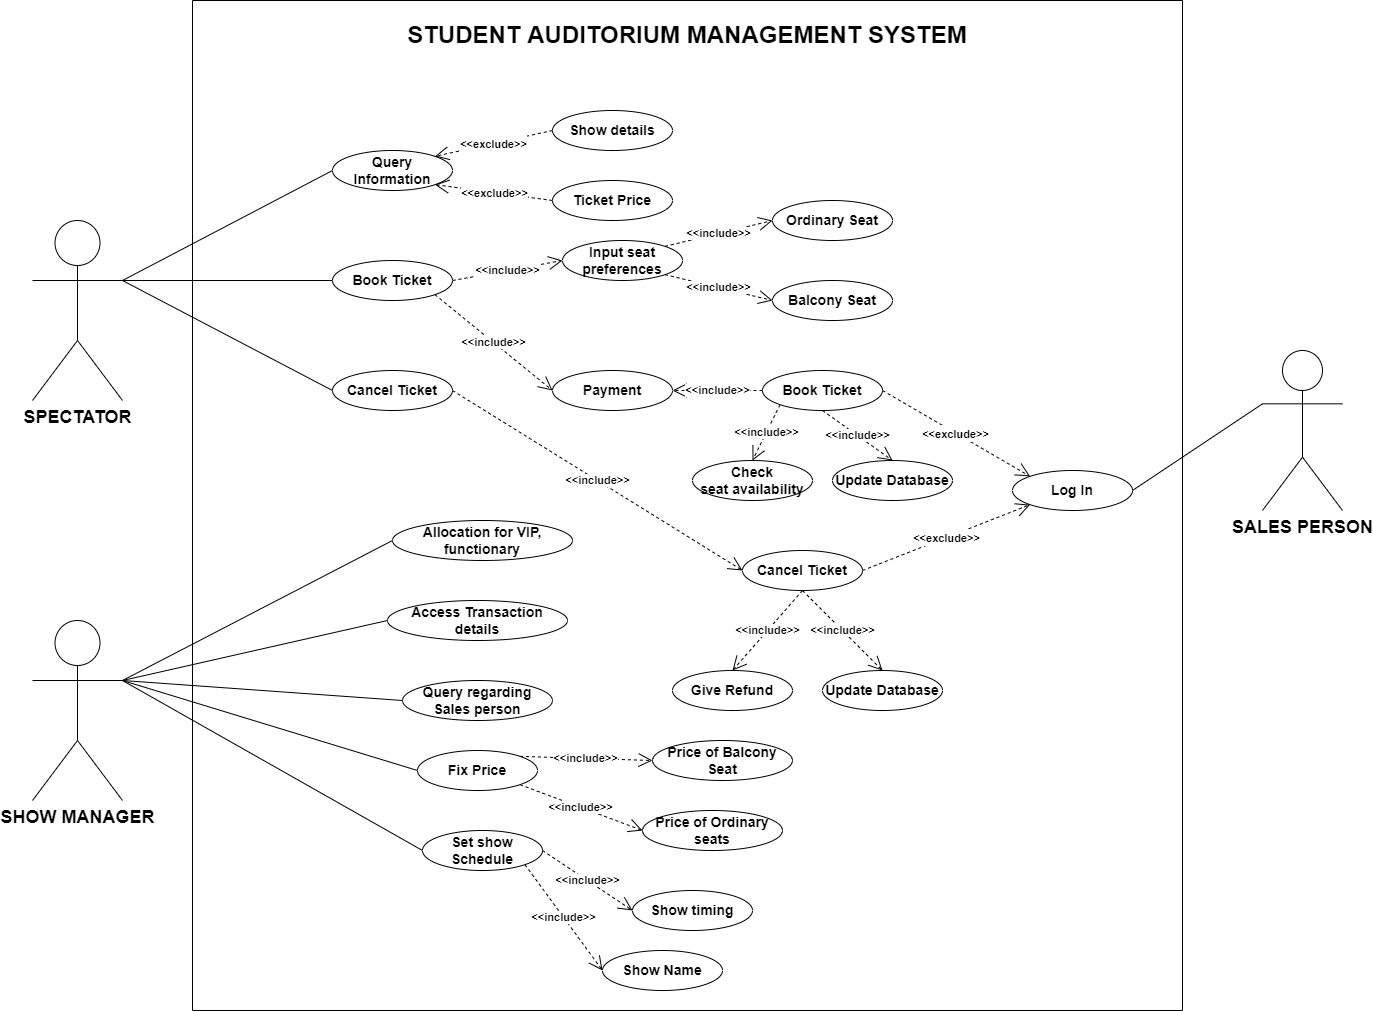 STUDENT AUDITORIUM MANAGEMENT SYSTEM
Show details
<<exclude>>
Query
Information
<<exclude>>
Ticket Price
Ordinary Seat
<<include>>
Input seat
preferences
<<include>>
Book Ticket
<<include>>
Balcony Seat
<<include>>
Cancel Ticket
Payment
<<include>>
Book Ticket
SPECTATOR
<<include>>
<<include>>
<<exclude>>
Check
seat availability
Update Database
<<include>>
Log In
SALES PERSON
Allocation for VIP,
functionary
<<exclude>>
Cancel Ticket
Access Transaction
details
<<include>>
<<include>>
Query regarding
Sales person
Give Refund
Update Database
Fix Price
<<include>>
Price of Balcony
Seat
<<include>>
SHOW MANAGER
Price of Ordinary
seats
Set show
Schedule
<<include>>
Show timing
<<include>>
Show Name